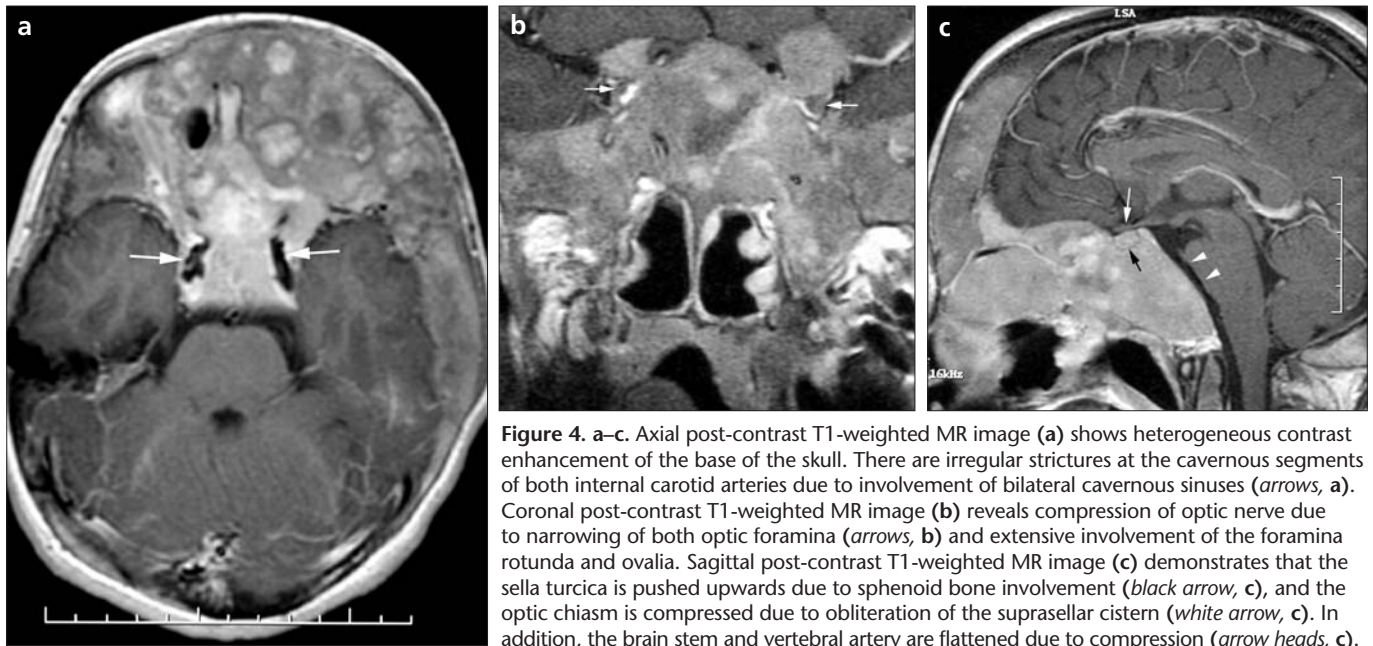 a
b
c
LSA
16kHz
Figure 4. a–c. Axial post-contrast T1-weighted MR image (a) shows heterogeneous contrast
enhancement of the base of the skull. There are irregular strictures at the cavernous segments
of both internal carotid arteries due to involvement of bilateral cavernous sinuses (arrows, a).
Coronal post-contrast T1-weighted MR image (b) reveals compression of optic nerve due
to narrowing of both optic foramina (arrows, b) and extensive involvement of the foramina
rotunda and ovalia. Sagittal post-contrast T1-weighted MR image (c) demonstrates that the
sella turcica is pushed upwards due to sphenoid bone involvement (black arrow, c), and the
optic chiasm is compressed due to obliteration of the suprasellar cistern (white arrow, c). In
addition, the brain stem and vertebral artery are flattened due to compression (arrow heads, c).